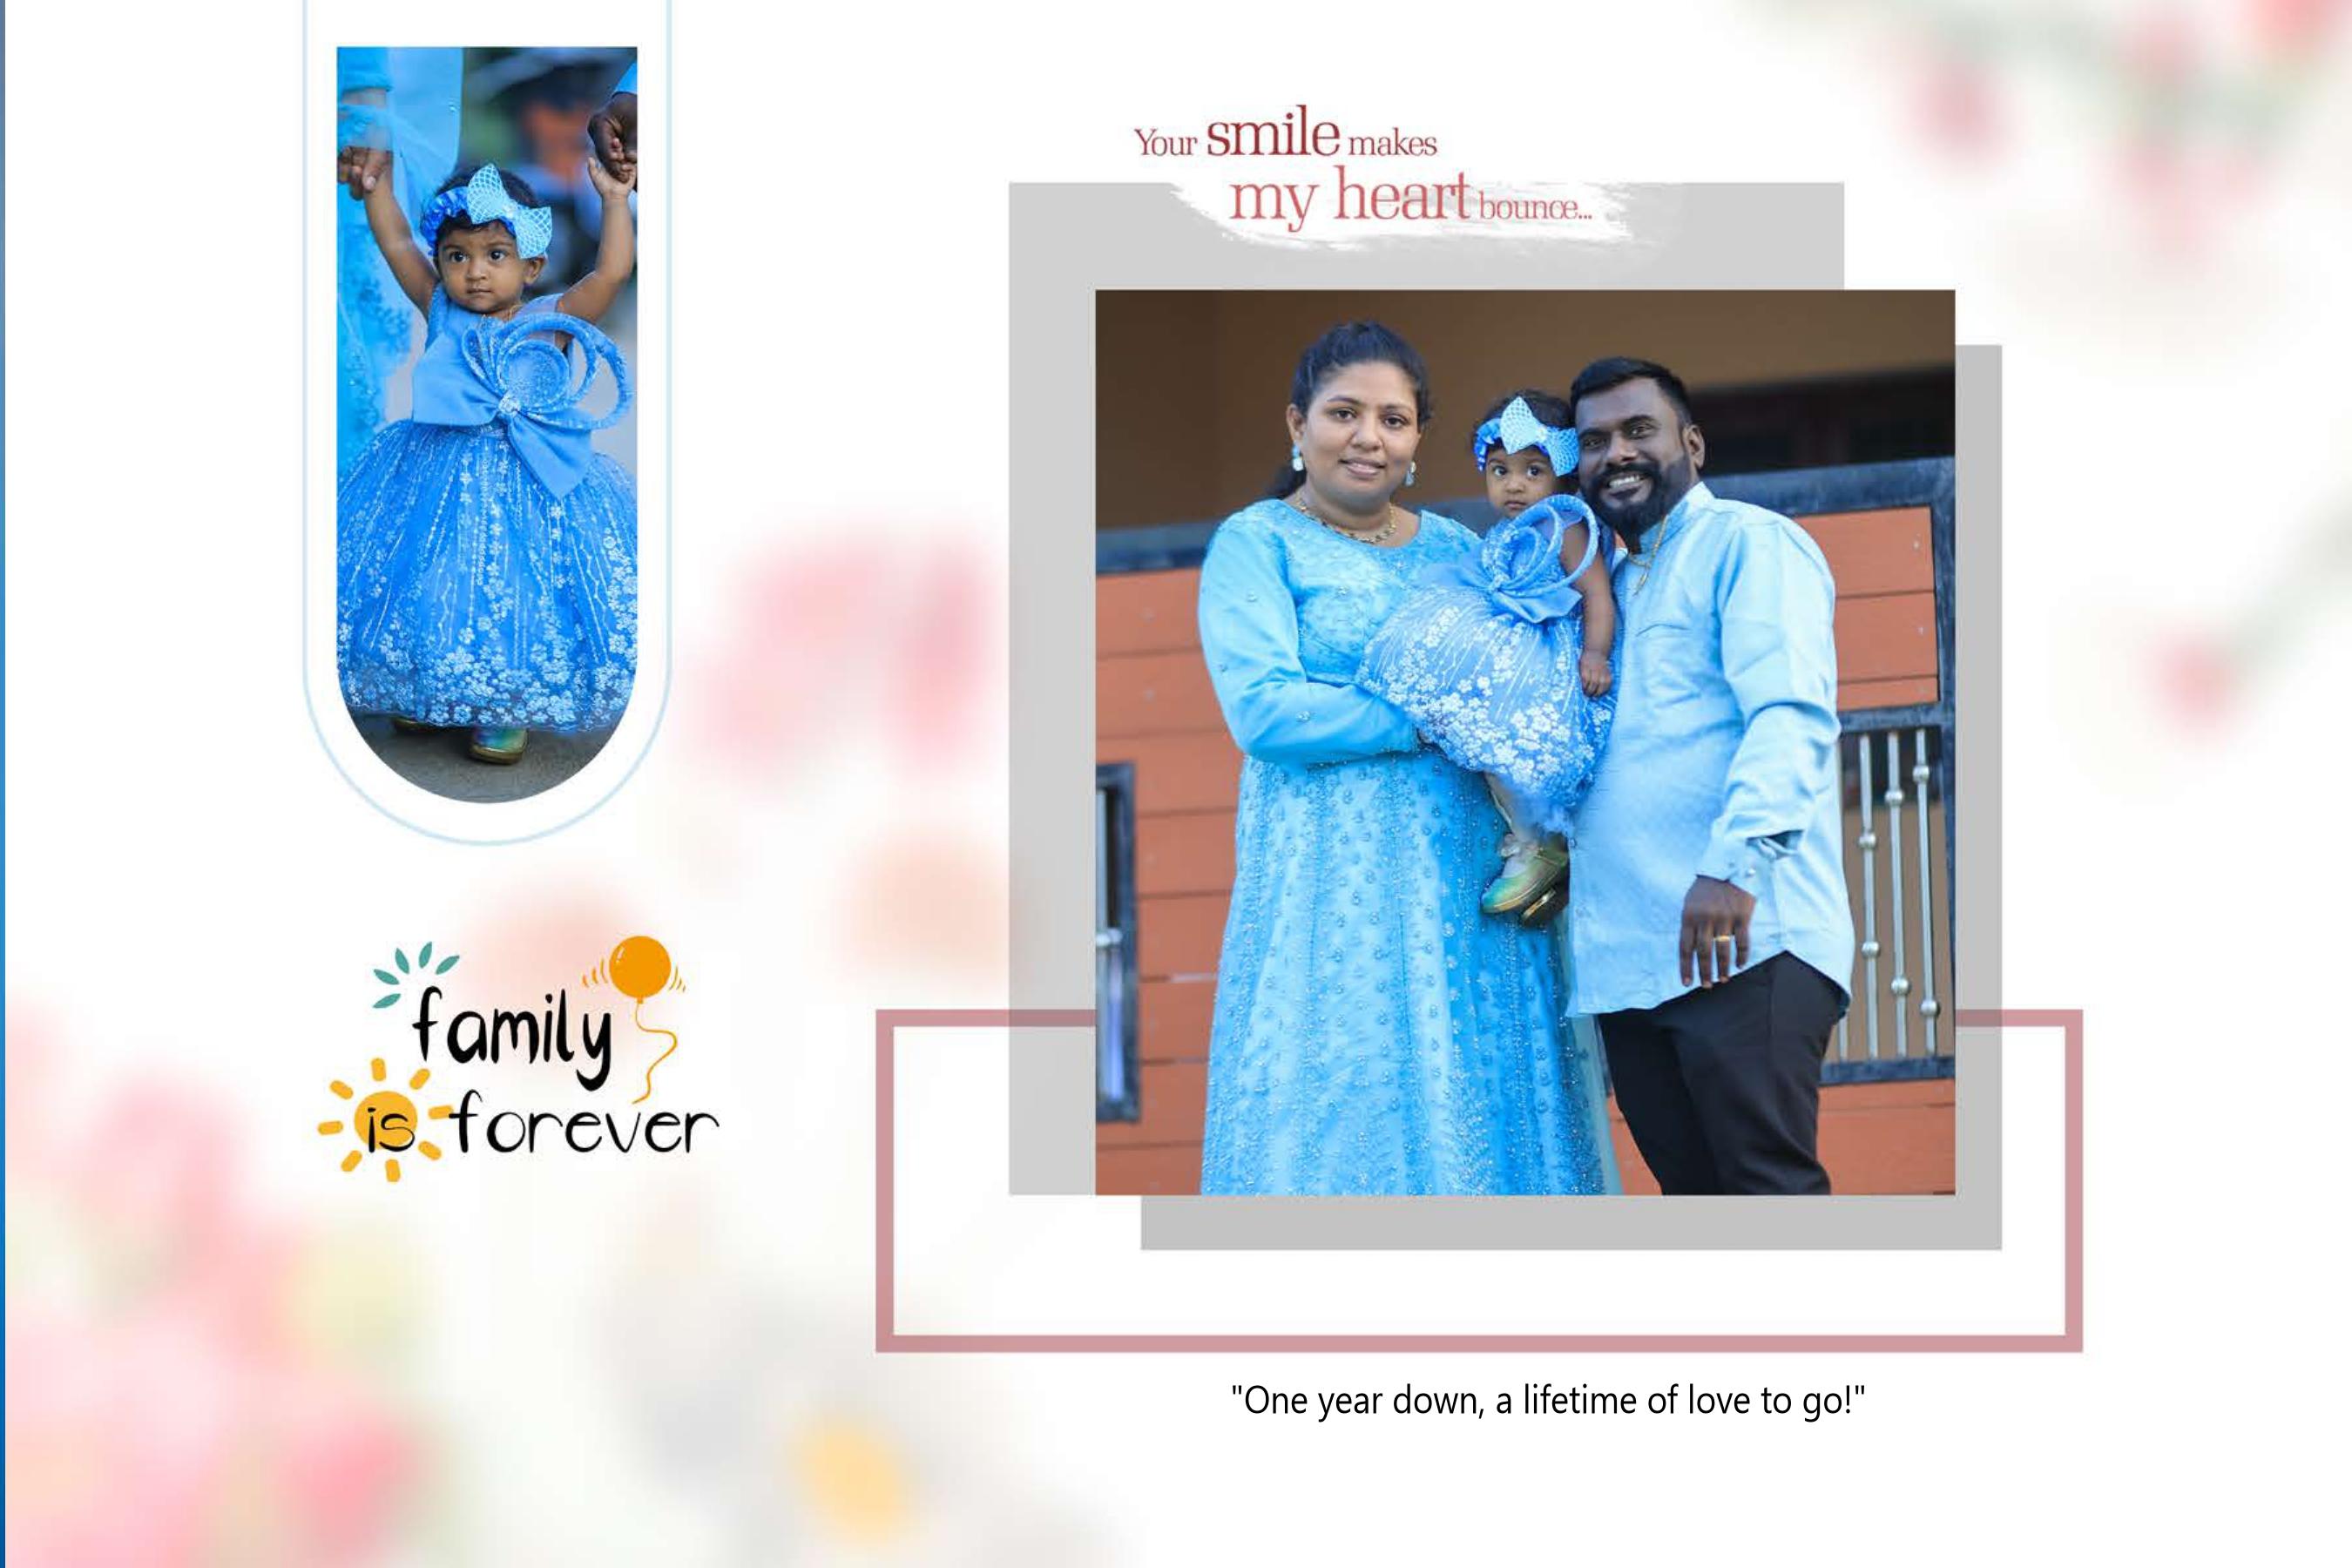 Your smile makes
my heart bounce...
family
is forever
"One year down, a lifetime of love to go!"